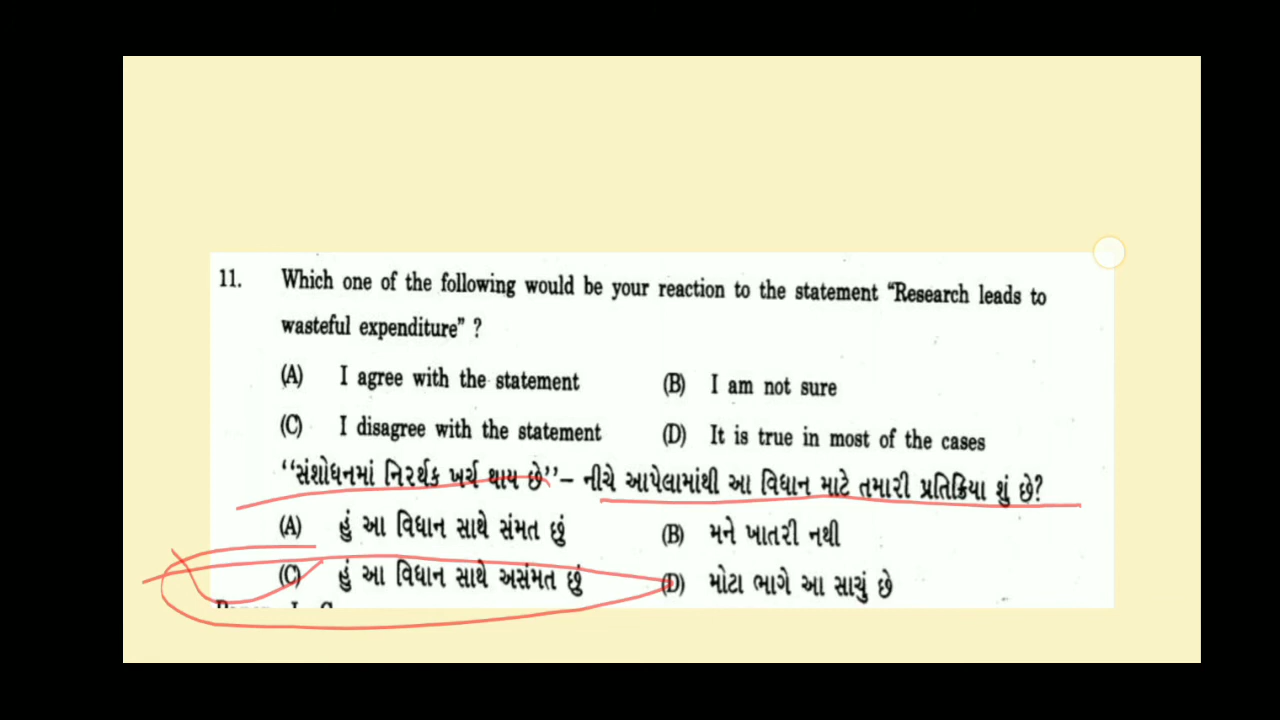 11. Which one of the following would be your reaction to the statement “Research leads to
wasteful expenditure” ?
(A) I agree with the statement (B) I am not sure
(C) I disagree with the statement (D) It is true in most of the cases
‘‘સંશોધનમાં નિરર્થક ખર્ચ થાય છે’’– નીચે આપેલામાંથી આ વિધાન માટે તમારી પ્રતિક્રિયા શું છે?
(A) હું આ વિધાન સાથે સંમત છું (B) મને ખાતરી નથી
(C) હું આ વિધાન સાથે અસંમત છું (D) મોટા ભાગે આ સાચું છે